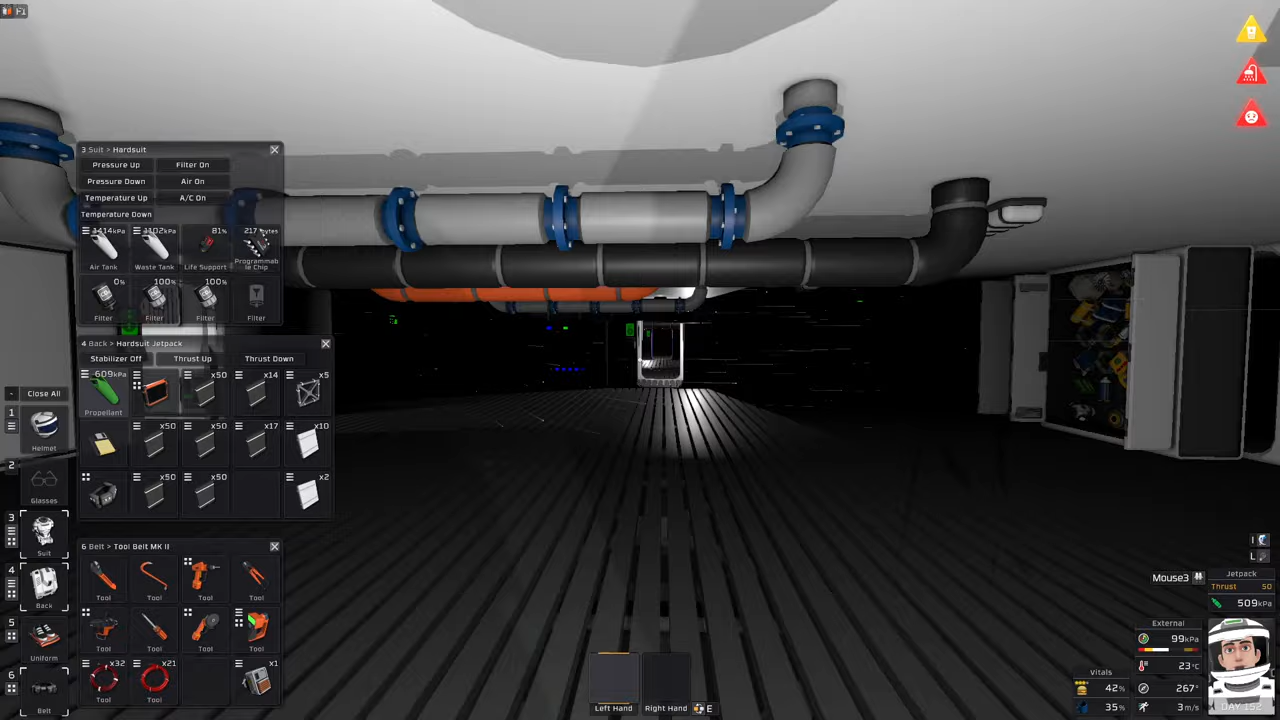 F1
3 Suit > Hardsuit
Pressure Up
Filter On
Pressure Down
Air On
Temperature Up
A/C On
Temperature Down
1414kPa
1102kPa
81%
217 bytes
Air Tank
Waste Tank
Life Support
Programmab
le Chip
0%
100%
100%
Filter
Filter
Filter
Filter
4 Back > Hardsuit Jetpack
Stabilizer Off
Thrust Up
Thrust Down
609kPa
x50
x14
x5
Propellant
x50
x50
x17
x10
x50
x50
x2
- Close All
1
Helmet
2
Glasses
3
Suit
4
Back
5
Uniform
6
Belt
6 Belt > Tool Belt MK II
Tool
Tool
Tool
Tool
Tool
Tool
Tool
Tool
x32
x21
x1
Tool
Tool
Tool
Left Hand
Right Hand
E
I
L
Mouse3
Jetpack
Thrust 50
509kPa
External
99kPa
23°C
267°
3m/s
Vitals
42%
35%
DAY 152